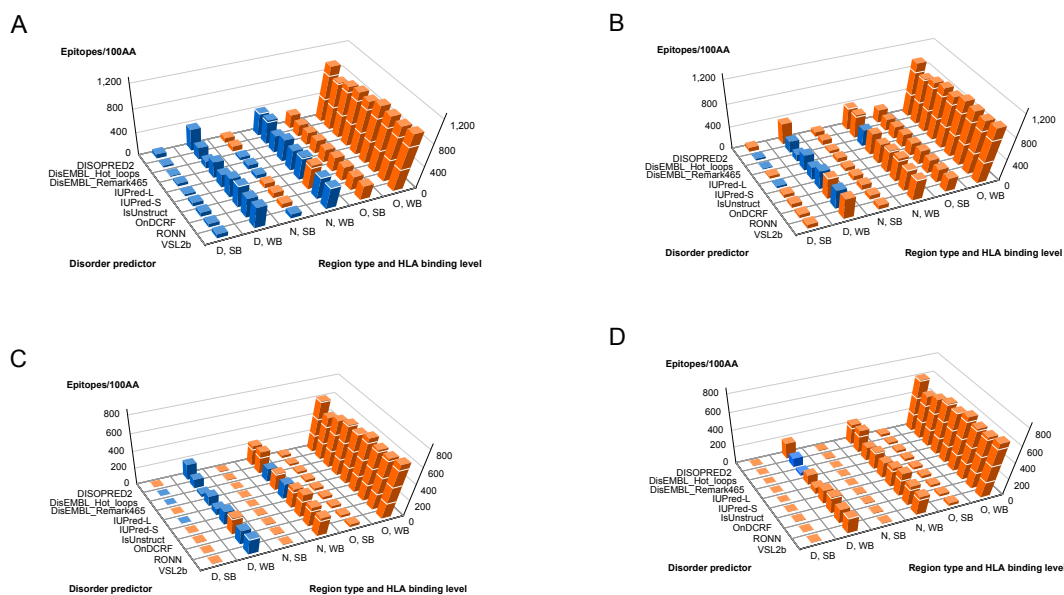 A
Epitopes/100AA
1,200
800
400
0
DISOPRED2
DisEMBL_Hot_loops
DisEMBL_Remark465
IUPred-L
IUPred-S
IsUnstruct
OnDCRF
RONN
VSL2b
D, SB
D, WB
N, SB
N, WB
O, SB
O, WB
0
400
800
1,200
Disorder predictor
Region type and HLA binding level
B
Epitopes/100AA
1,200
800
400
0
DISOPRED2
DisEMBL_Hot_loops
DisEMBL_Remark465
IUPred-L
IUPred-S
IsUnstruct
OnDCRF
RONN
VSL2b
D, SB
D, WB
N, SB
N, WB
O, SB
O, WB
0
400
800
1,200
Disorder predictor
Region type and HLA binding level
C
Epitopes/100AA
800
600
400
200
0
DISOPRED2
DisEMBL_Hot_loops
DisEMBL_Remark465
IUPred-L
IUPred-S
IsUnstruct
OnDCRF
RONN
VSL2b
D, SB
D, WB
N, SB
N, WB
O, SB
O, WB
0
200
400
600
800
Disorder predictor
Region type and HLA binding level
D
Epitopes/100AA
800
600
400
200
0
DISOPRED2
DisEMBL_Hot_loops
DisEMBL_Remark465
IUPred-L
IUPred-S
IsUnstruct
OnDCRF
RONN
VSL2b
D, SB
D, WB
N, SB
N, WB
O, SB
O, WB
0
200
400
600
800
Disorder predictor
Region type and HLA binding level